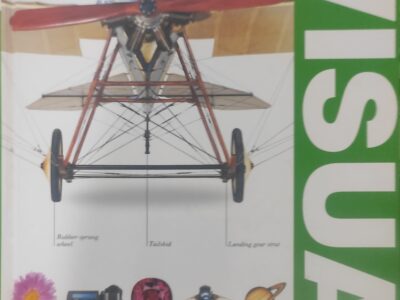 VISUA
Rubber-sprung
wheel
Tailskid
Landing gear strut